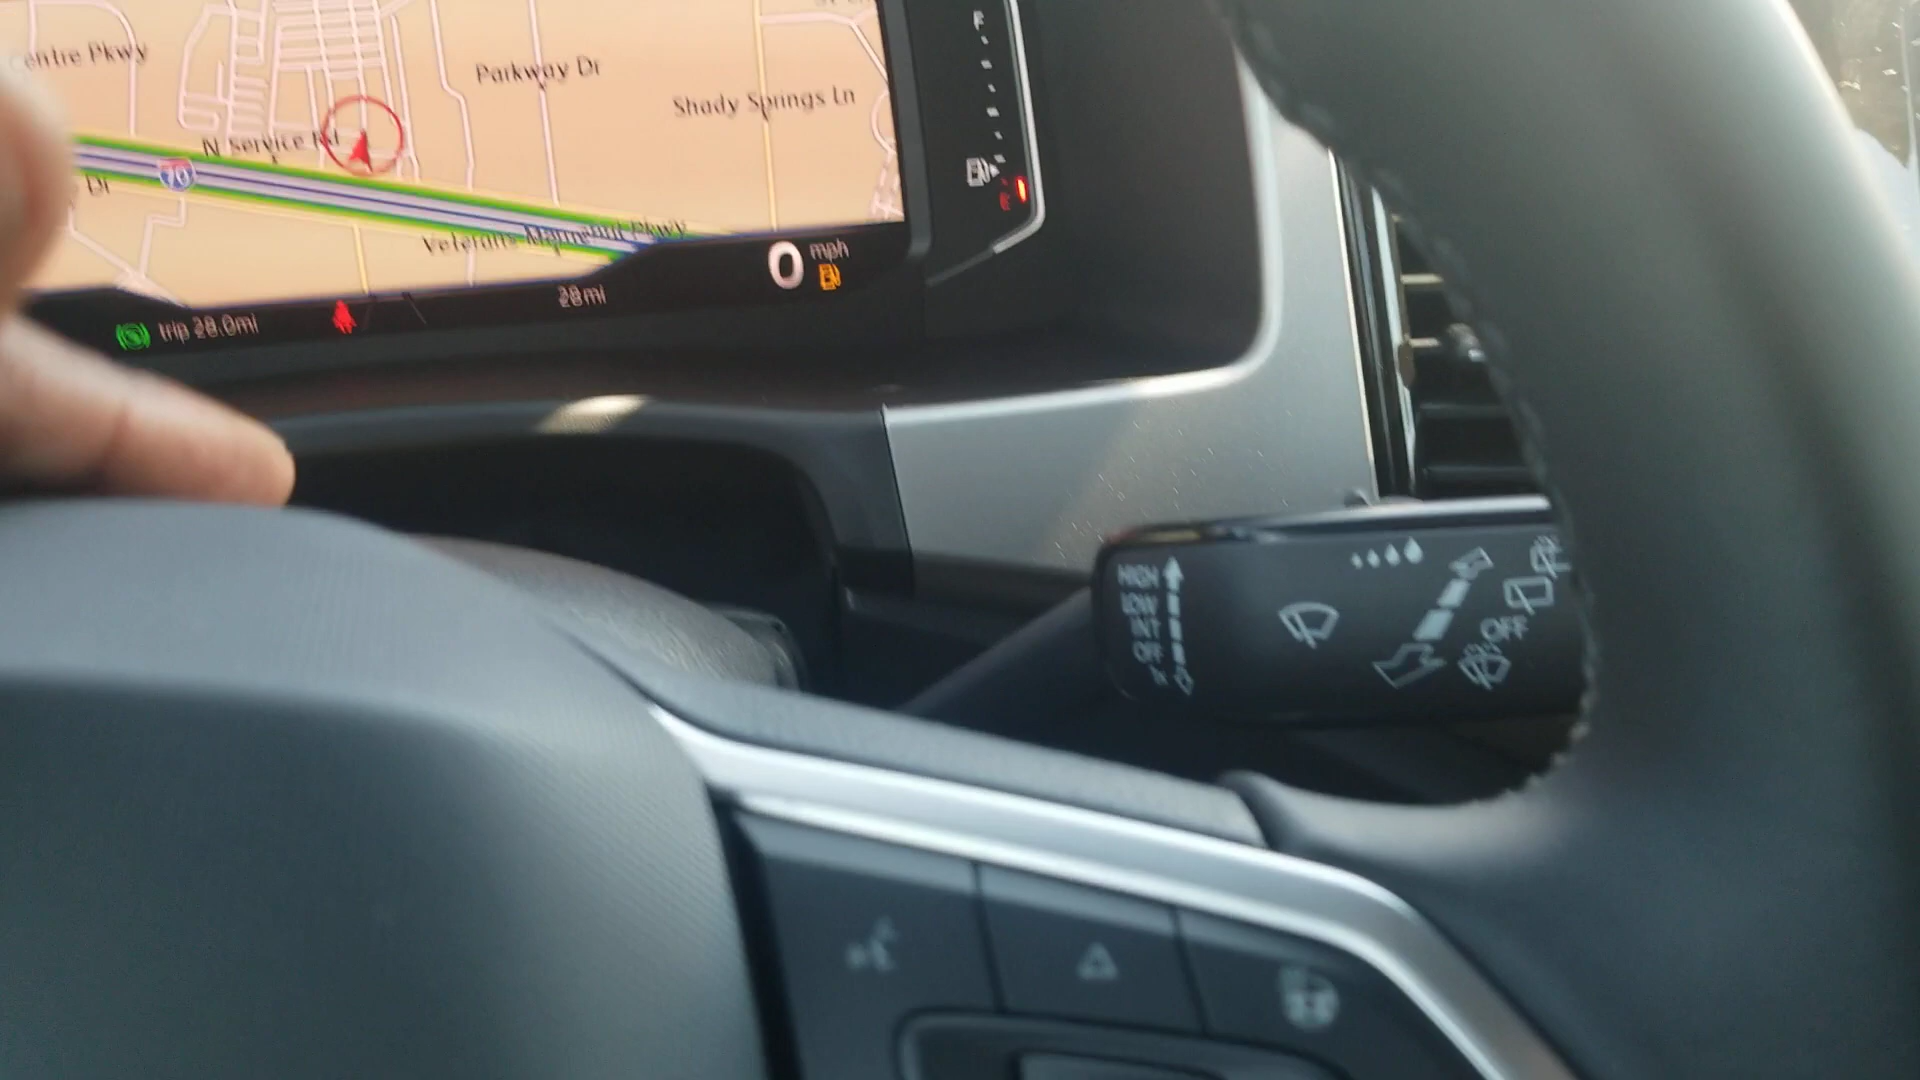 Centre Pkwy
Parkway Dr
Shady Springs Ln
N Service Rd
70
Dr
Veterans Memorial Pkwy
0 mph
28mi
trip 28.0mi
HIGH
LOW
INT
OFF
1x
OFF